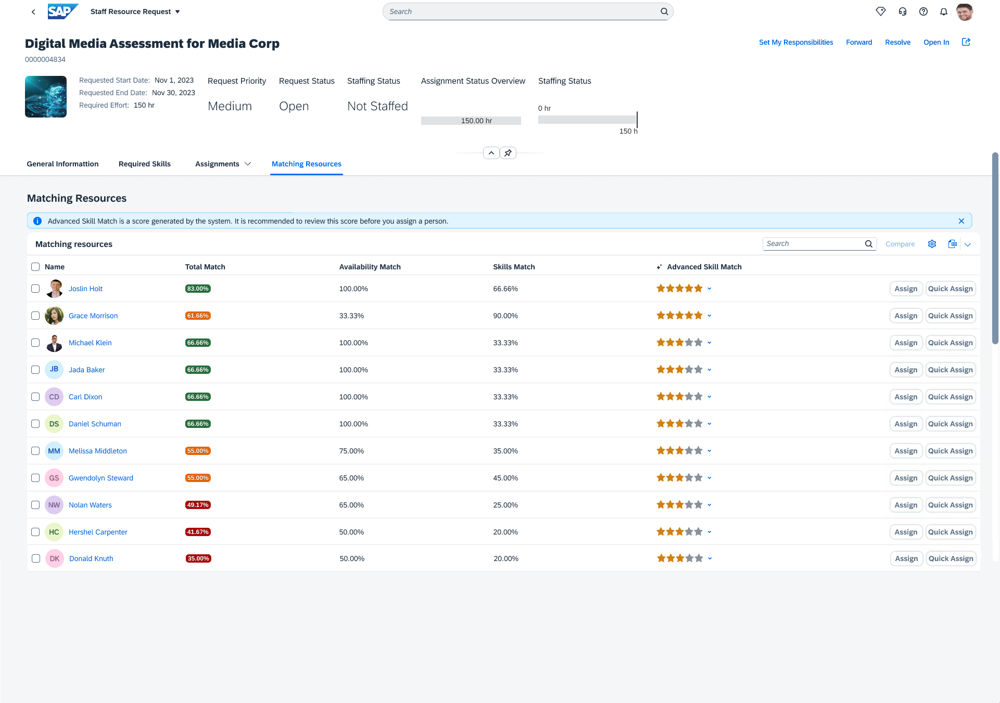 SAP Staff Resource Request
Search
Digital Media Assessment for Media Corp
0000004834
Set My Responsibilities Forward Resolve Open In
Requested Start Date: Nov 1, 2023
Requested End Date: Nov 30, 2023
Required Effort: 150 hr
Request Priority
Medium
Request Status
Open
Staffing Status
Not Staffed
Assignment Status Overview
150.00 hr
Staffing Status
0 hr
150 h
General Informattion Required Skills Assignments Matching Resources
Matching Resources
Advanced Skill Match is a score generated by the system. It is recommended to review this score before you assign a person.
Matching resources Search Compare
Name Total Match Availability Match Skills Match Advanced Skill Match
Joslin Holt 83.00% 100.00% 66.66% Assign Quick Assign
Grace Morrison 61.66% 33.33% 90.00% Assign Quick Assign
Michael Klein 66.66% 100.00% 33.33% Assign Quick Assign
JB Jada Baker 66.66% 100.00% 33.33% Assign Quick Assign
CD Carl Dixon 66.66% 100.00% 33.33% Assign Quick Assign
DS Daniel Schuman 66.66% 100.00% 33.33% Assign Quick Assign
MM Melissa Middleton 55.00% 75.00% 35.00% Assign Quick Assign
GS Gwendolyn Steward 55.00% 65.00% 45.00% Assign Quick Assign
NW Nolan Waters 49.17% 65.00% 25.00% Assign Quick Assign
HC Hershel Carpenter 41.67% 50.00% 20.00% Assign Quick Assign
DK Donald Knuth 35.00% 50.00% 20.00% Assign Quick Assign